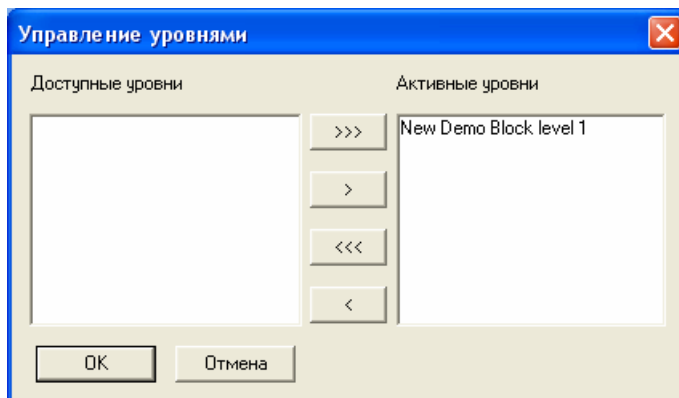 Управление уровнями
Доступные уровни
Активные уровни
New Demo Block level 1
>>>
>
<<<
<
OK
Отмена